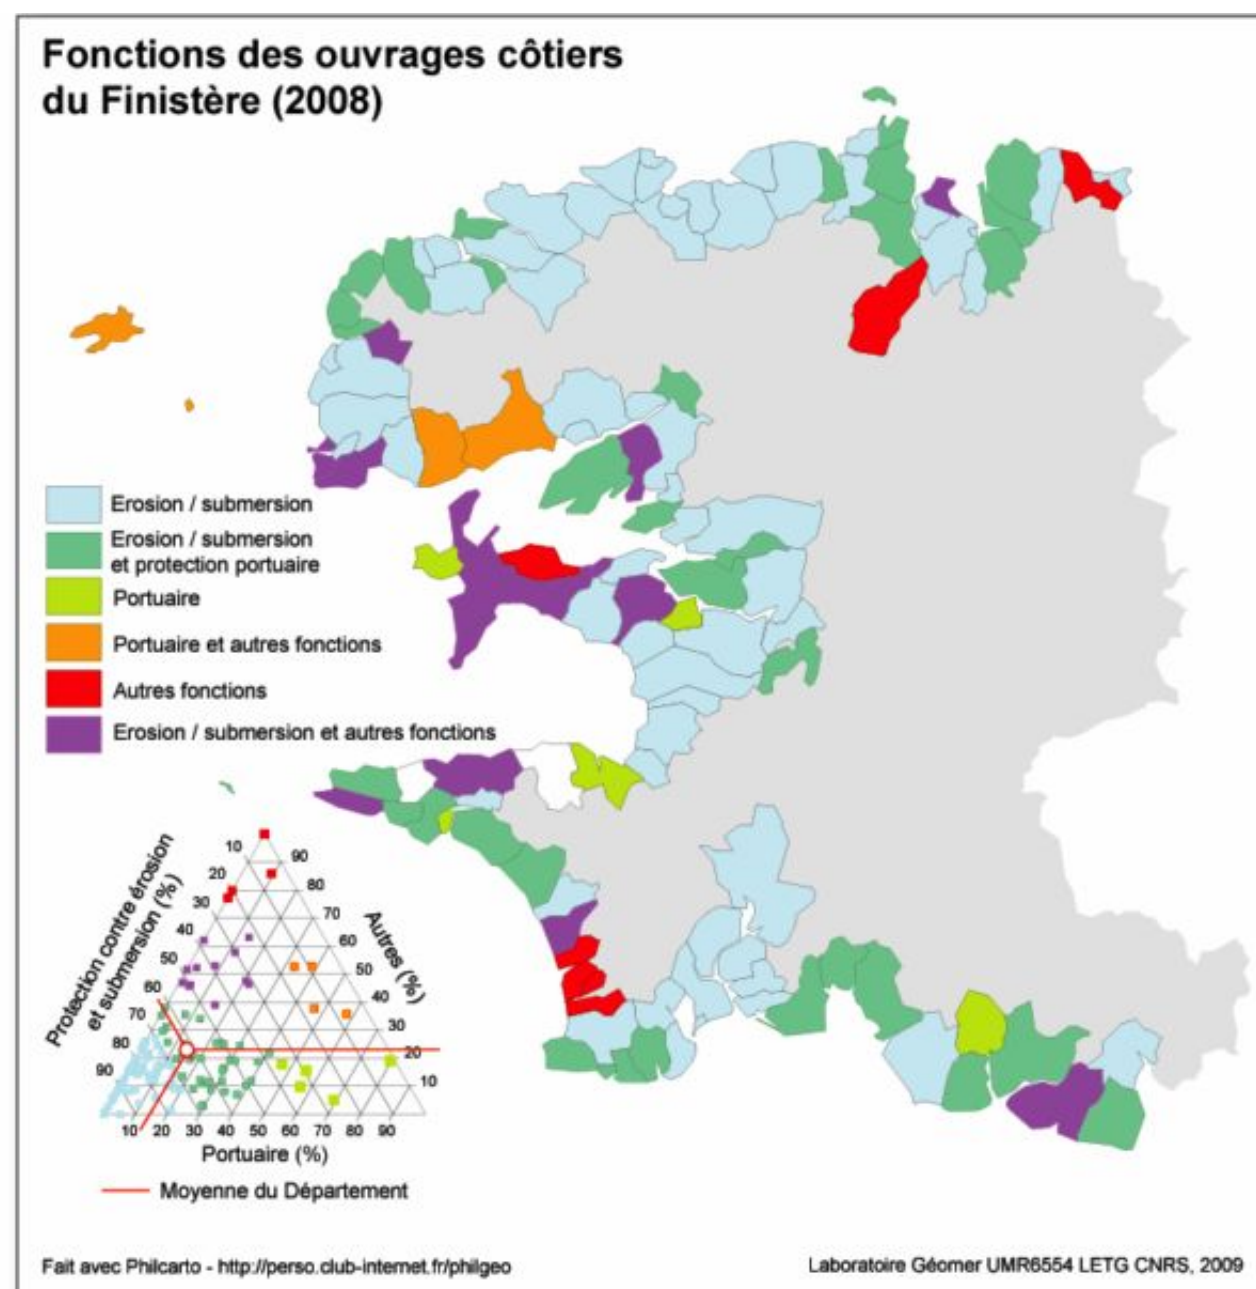 Fonctions des ouvrages côtiers
du Finistère (2008)
Erosion / submersion
Erosion / submersion
et protection portuaire
Portuaire
Portuaire et autres fonctions
Autres fonctions
Erosion / submersion et autres fonctions
Protection contre érosion
et submersion (%)
10
20
30
40
50
60
70
80
90
Autres (%)
90
80
70
60
50
40
30
20
10
10 20 30 40 50 60 70 80 90
Portuaire (%)
Moyenne du Département
Fait avec Philcarto - http://perso.club-internet.fr/philgeo
Laboratoire Géomer UMR6554 LETG CNRS, 2009